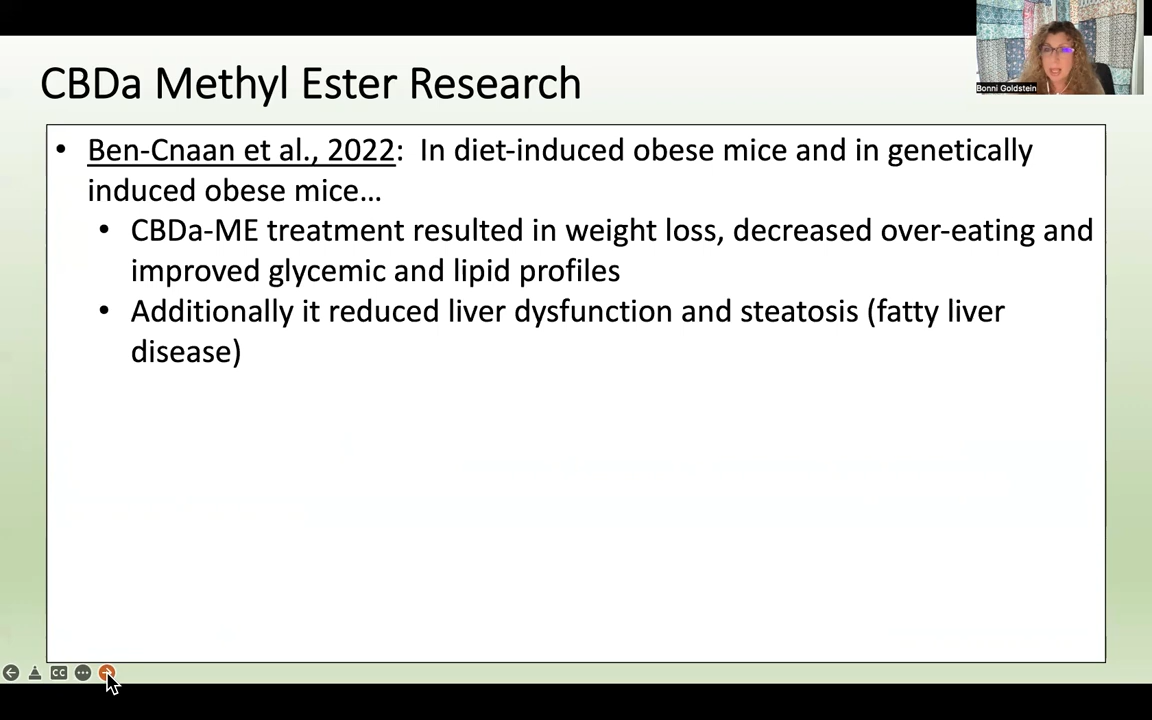 CBDa Methyl Ester Research
Bonni Goldstein
• Ben-Cnaan et al., 2022: In diet-induced obese mice and in genetically
induced obese mice…
• CBDa-ME treatment resulted in weight loss, decreased over-eating and
improved glycemic and lipid profiles
• Additionally it reduced liver dysfunction and steatosis (fatty liver
disease)
CC